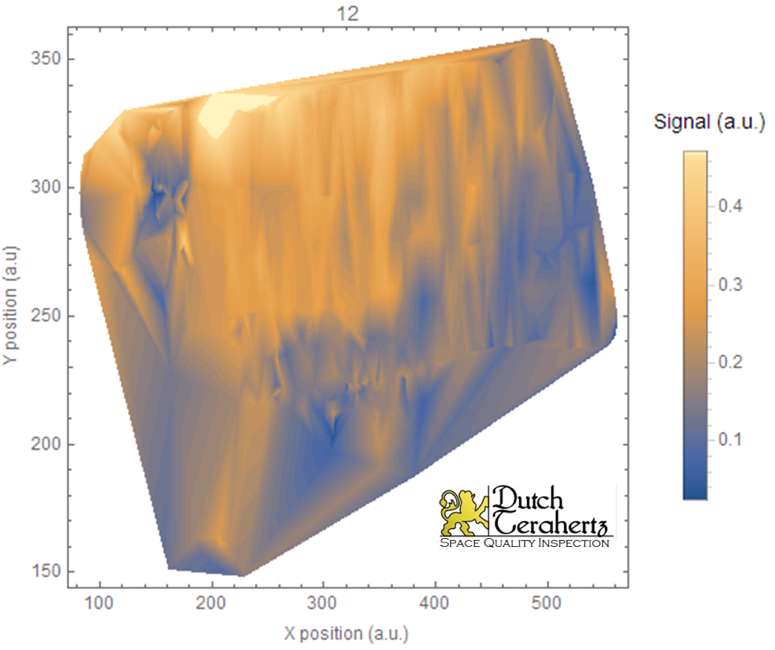 12
350
300
250
200
150
Y position (a.u)
100 200 300 400 500
X position (a.u.)
Signal (a.u.)
0.4
0.3
0.2
0.1
Dutch
Terahertz
SPACE QUALITY INSPECTION